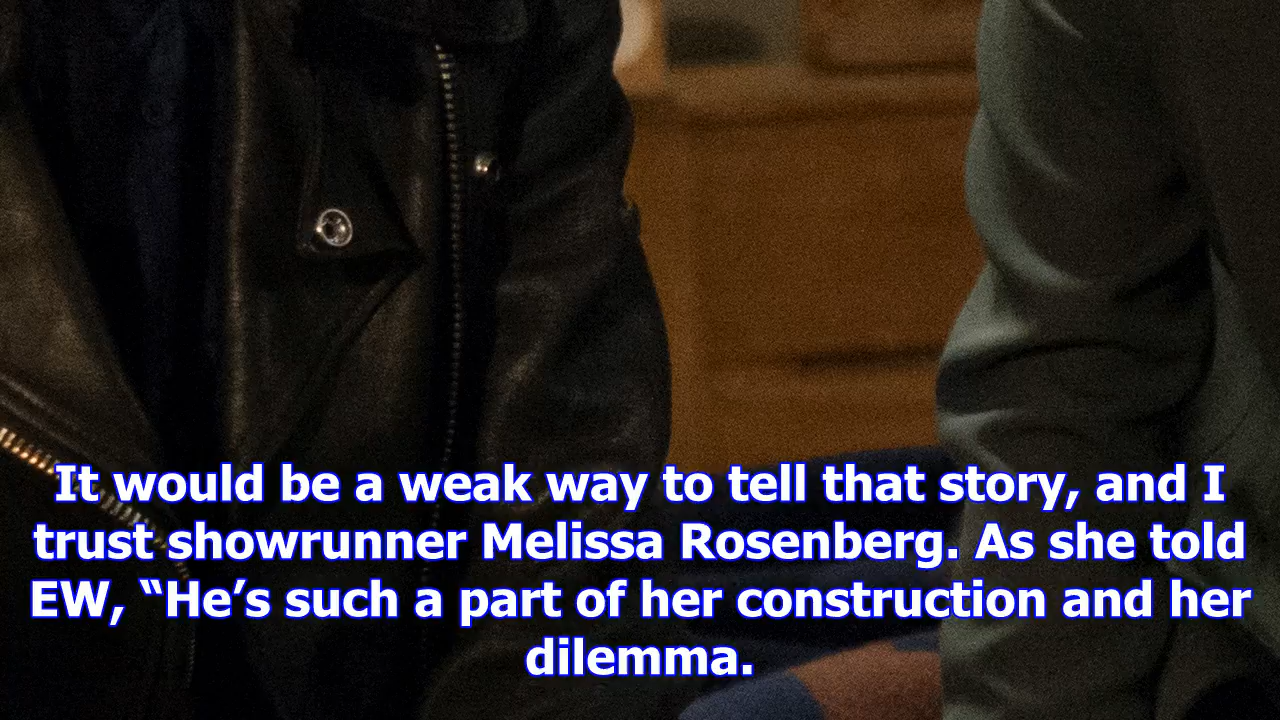 It would be a weak way to tell that story, and I
trust showrunner Melissa Rosenberg. As she told
EW, “He’s such a part of her construction and her
dilemma.